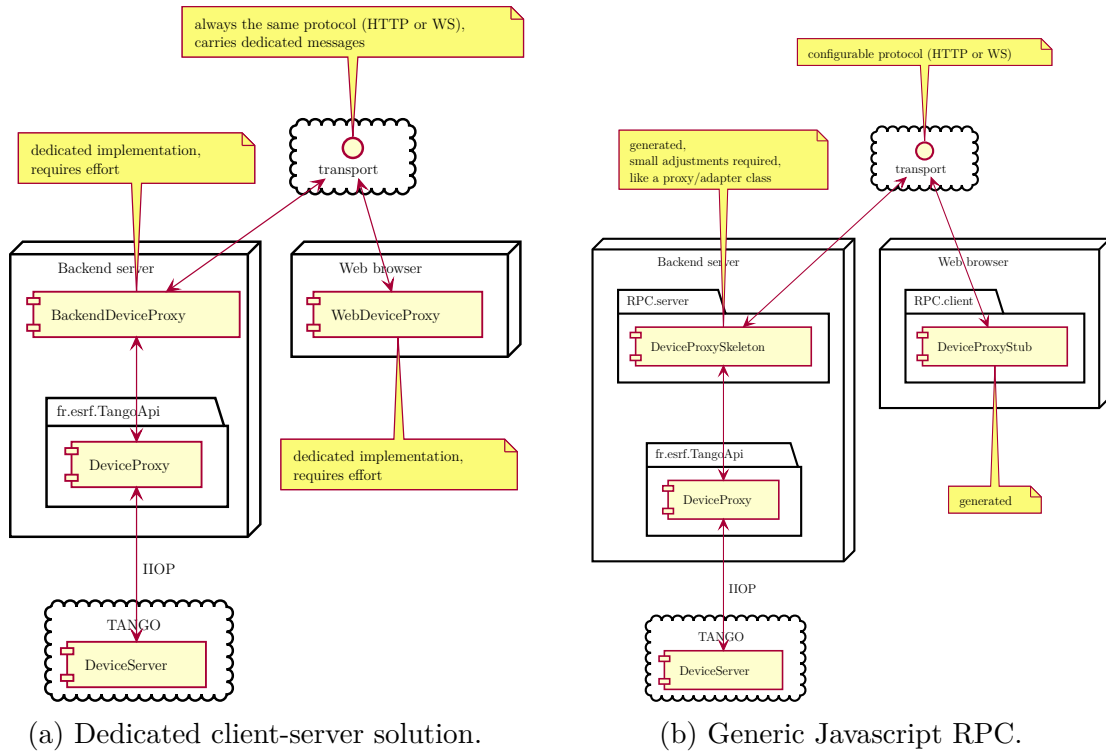 always the same protocol (HTTP or WS),
carries dedicated messages
dedicated implementation,
requires effort
transport
Backend server
Web browser
BackendDeviceProxy
WebDeviceProxy
fr.esrf.TangoApi
DeviceProxy
dedicated implementation,
requires effort
IIOP
TANGO
DeviceServer
(a) Dedicated client-server solution.
configurable protocol (HTTP or WS)
generated,
small adjustments required,
like a proxy/adapter class
transport
Backend server
Web browser
RPC.server
RPC.client
DeviceProxySkeleton
DeviceProxyStub
fr.esrf.TangoApi
DeviceProxy
generated
IIOP
TANGO
DeviceServer
(b) Generic Javascript RPC.